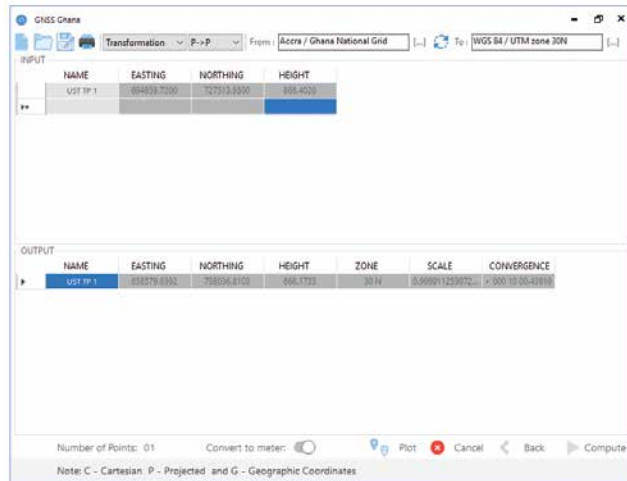 GNSS Ghana
Transformation P->P From : Accra / Ghana National Grid [...] To : WGS 84 / UTM zone 30N [...]
INPUT
NAME EASTING NORTHING HEIGHT
UST TP 1
OUTPUT
NAME EASTING NORTHING HEIGHT ZONE SCALE CONVERGENCE
UST TP 1 30 N
Number of Points: 01 Convert to meter: Plot Cancel Back Compute
Note: C - Cartesian P - Projected and G - Geographic Coordinates